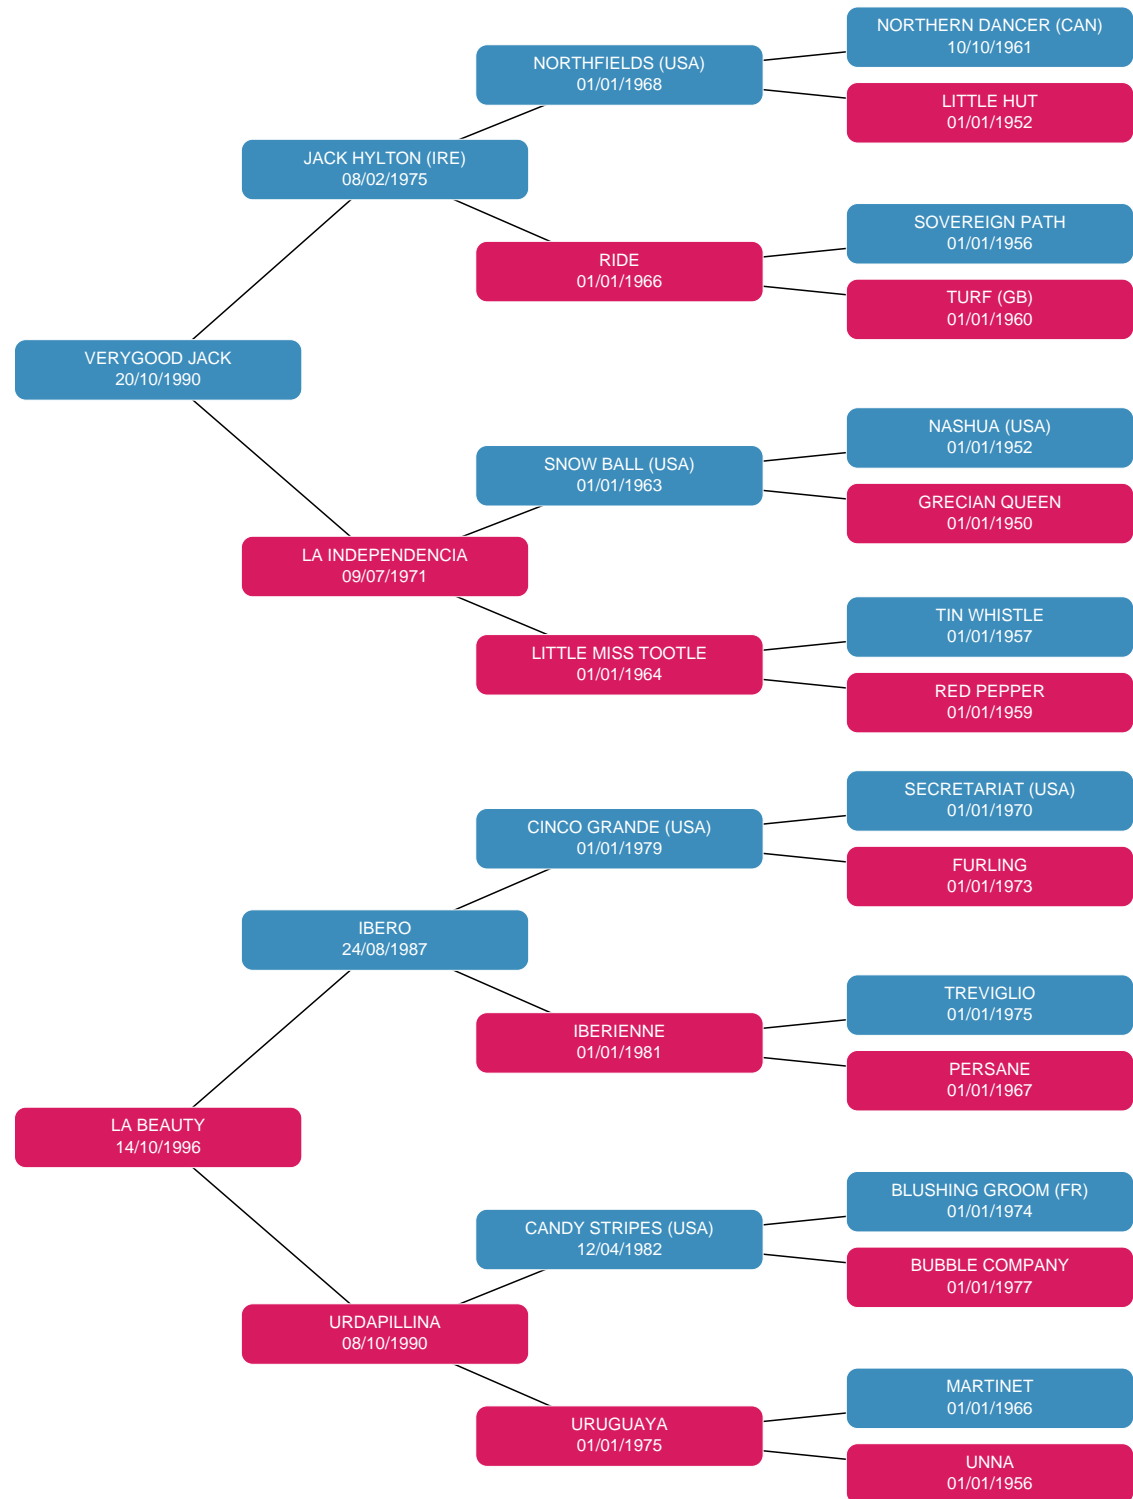 NORTHERN DANCER (CAN)
10/10/1961
NORTHFIELDS (USA)
01/01/1968
LITTLE HUT
01/01/1952
JACK HYLTON (IRE)
08/02/1975
SOVEREIGN PATH
01/01/1956
RIDE
01/01/1966
TURF (GB)
01/01/1960
VERYGOOD JACK
20/10/1990
NASHUA (USA)
01/01/1952
SNOW BALL (USA)
01/01/1963
GRECIAN QUEEN
01/01/1950
LA INDEPENDENCIA
09/07/1971
TIN WHISTLE
01/01/1957
LITTLE MISS TOOTLE
01/01/1964
RED PEPPER
01/01/1959
SECRETARIAT (USA)
01/01/1970
CINCO GRANDE (USA)
01/01/1979
FURLING
01/01/1973
IBERO
24/08/1987
TREVIGLIO
01/01/1975
IBERIENNE
01/01/1981
PERSANE
01/01/1967
LA BEAUTY
14/10/1996
BLUSHING GROOM (FR)
01/01/1974
CANDY STRIPES (USA)
12/04/1982
BUBBLE COMPANY
01/01/1977
URDAPILLINA
08/10/1990
MARTINET
01/01/1966
URUGUAYA
01/01/1975
UNNA
01/01/1956